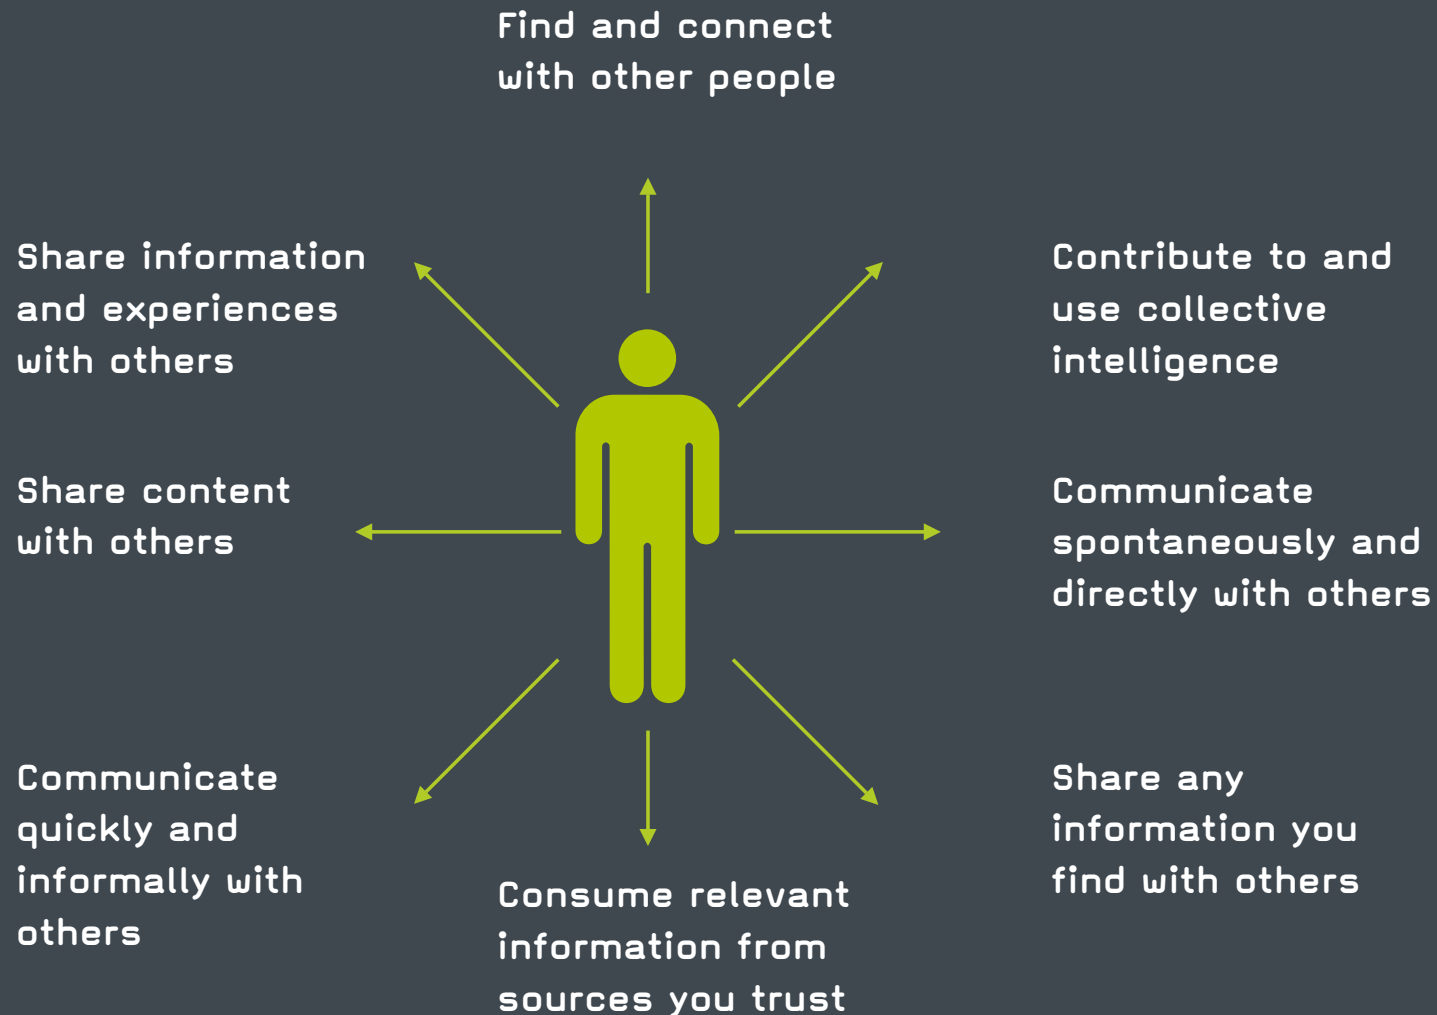 Find and connect
with other people
Share information
and experiences
with others
Contribute to and
use collective
intelligence
Share content
with others
Communicate
spontaneously and
directly with others
Communicate
quickly and
informally with
others
Consume relevant
information from
sources you trust
Share any
information you
find with others